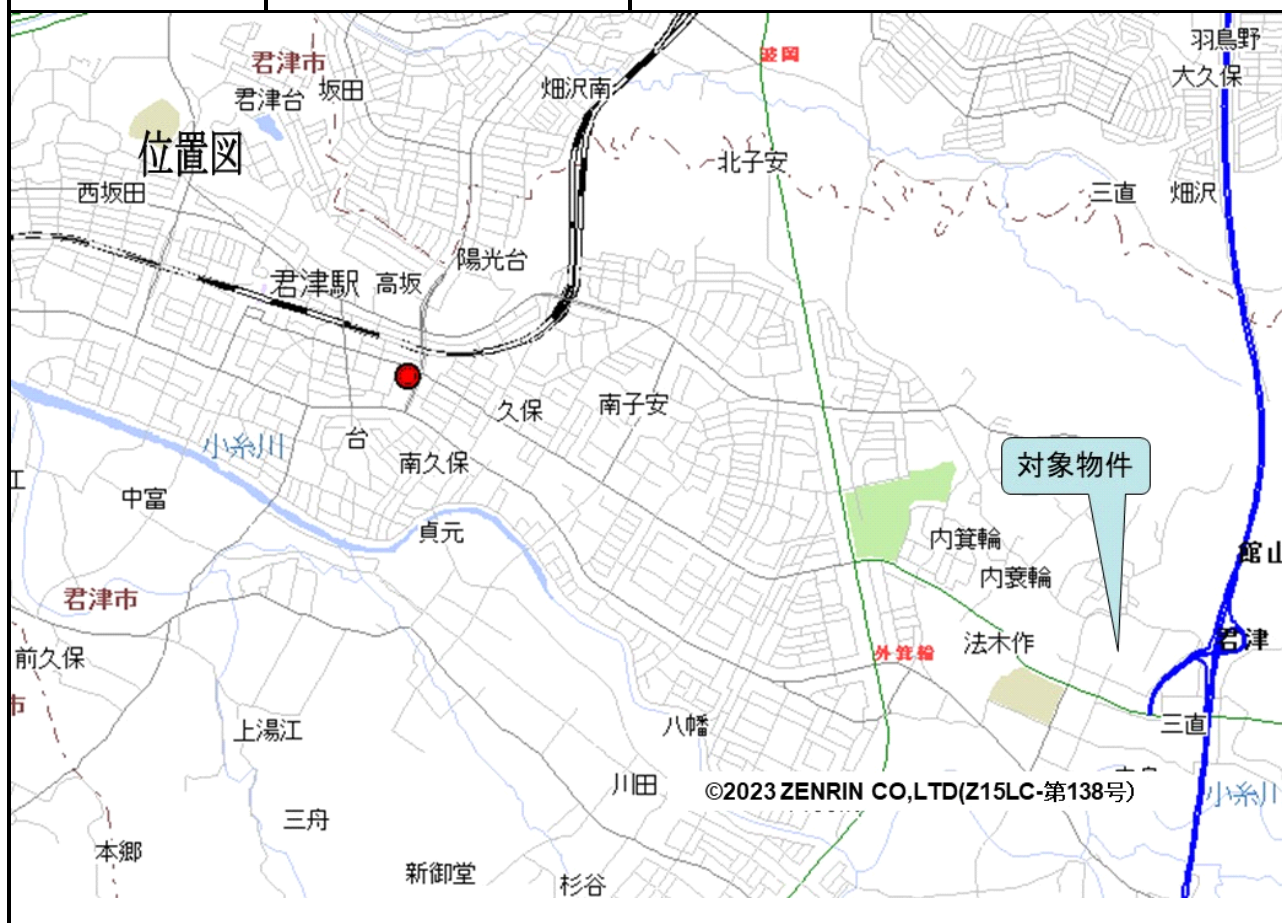 羽鳥野
君津市
波岡
大久保
坂田
畑沢南
君津台
位置図
北子安
西坂田
三直
畑沢
陽光台
君津駅
高坂
久保
南子安
台
小糸川
南久保
対象物件
中富
貞元
内箕輪
館山
内蓑輪
君津市
君津
法木作
外箕輪
前久保
市
八幡
三直
上湯江
川田
©2023 ZENRIN CO,LTD(Z15LC-第138号)
小糸川
三舟
本郷
新御堂
杉谷